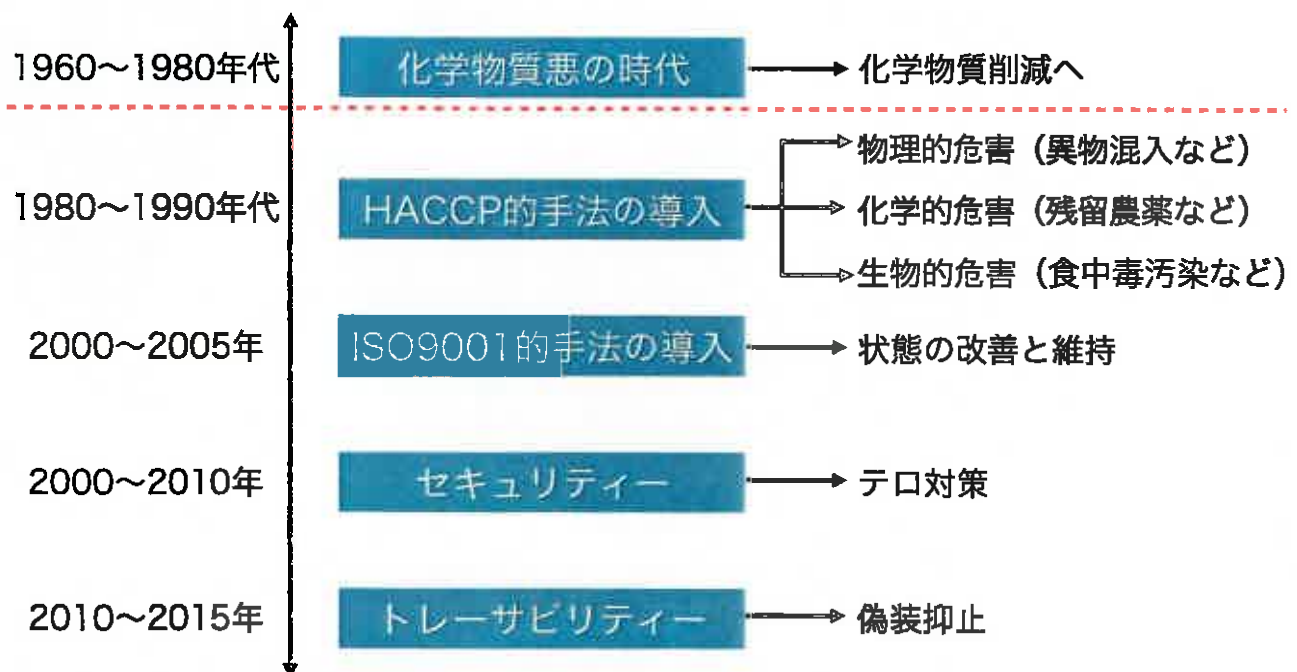 1960～1980年代 化学物質悪の時代 化学物質削減へ
物理的危害（異物混入など）
1980～1990年代 HACCP的手法の導入 化学的危害（残留農薬など）
生物的危害（食中毒汚染など）
2000～2005年 ISO9001的手法の導入 状態の改善と維持
2000～2010年 セキュリティー テロ対策
2010～2015年 トレーサビリティー 偽装抑止